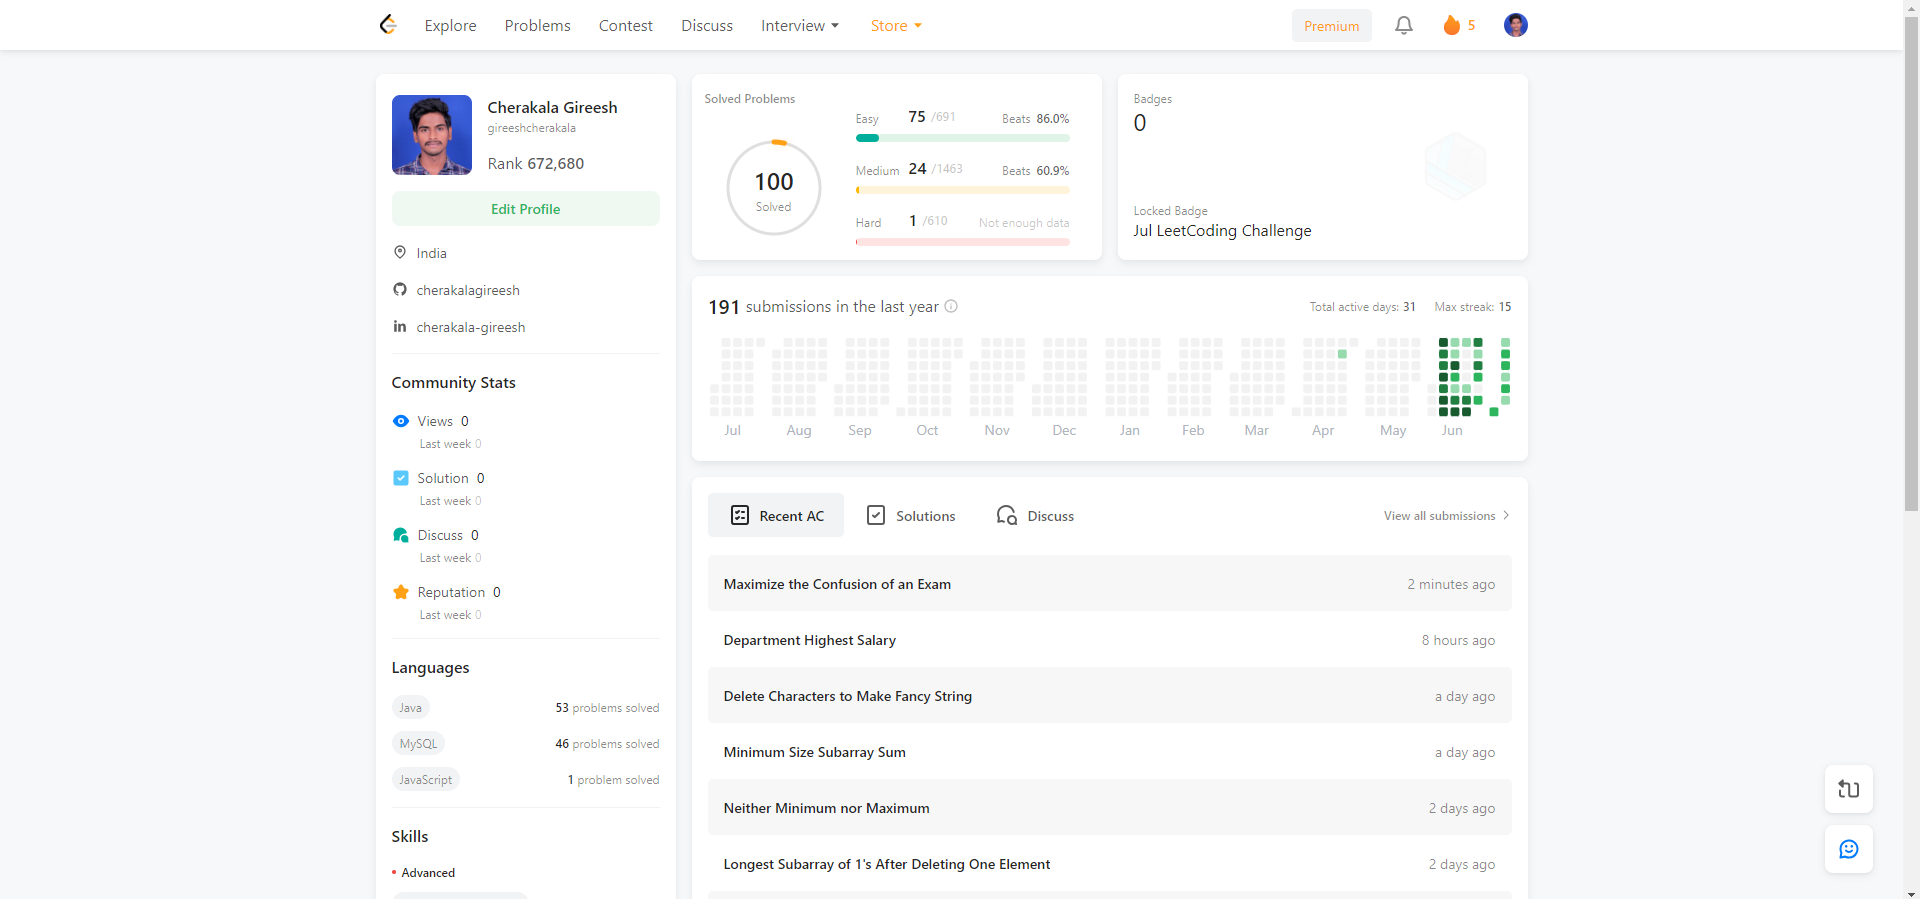 Explore Problems Contest Discuss Interview Store Premium 5
Cherakala Gireesh
gireeshcherakala
Rank 672,680
Edit Profile
India
cherakalagireesh
cherakala-gireesh
Community Stats
Views 0
Last week 0
Solution 0
Last week 0
Discuss 0
Last week 0
Reputation 0
Last week 0
Languages
Java 53 problems solved
MySQL 46 problems solved
JavaScript 1 problem solved
Skills
Advanced
Solved Problems
100
Solved
Easy 75 /691 Beats 86.0%
Medium 24 /1463 Beats 60.9%
Hard 1 /610 Not enough data
Badges
0
Locked Badge
Jul LeetCoding Challenge
191 submissions in the last year Total active days: 31 Max streak: 15
Jul Aug Sep Oct Nov Dec Jan Feb Mar Apr May Jun
Recent AC Solutions Discuss View all submissions
Maximize the Confusion of an Exam 2 minutes ago
Department Highest Salary 8 hours ago
Delete Characters to Make Fancy String a day ago
Minimum Size Subarray Sum a day ago
Neither Minimum nor Maximum 2 days ago
Longest Subarray of 1's After Deleting One Element 2 days ago